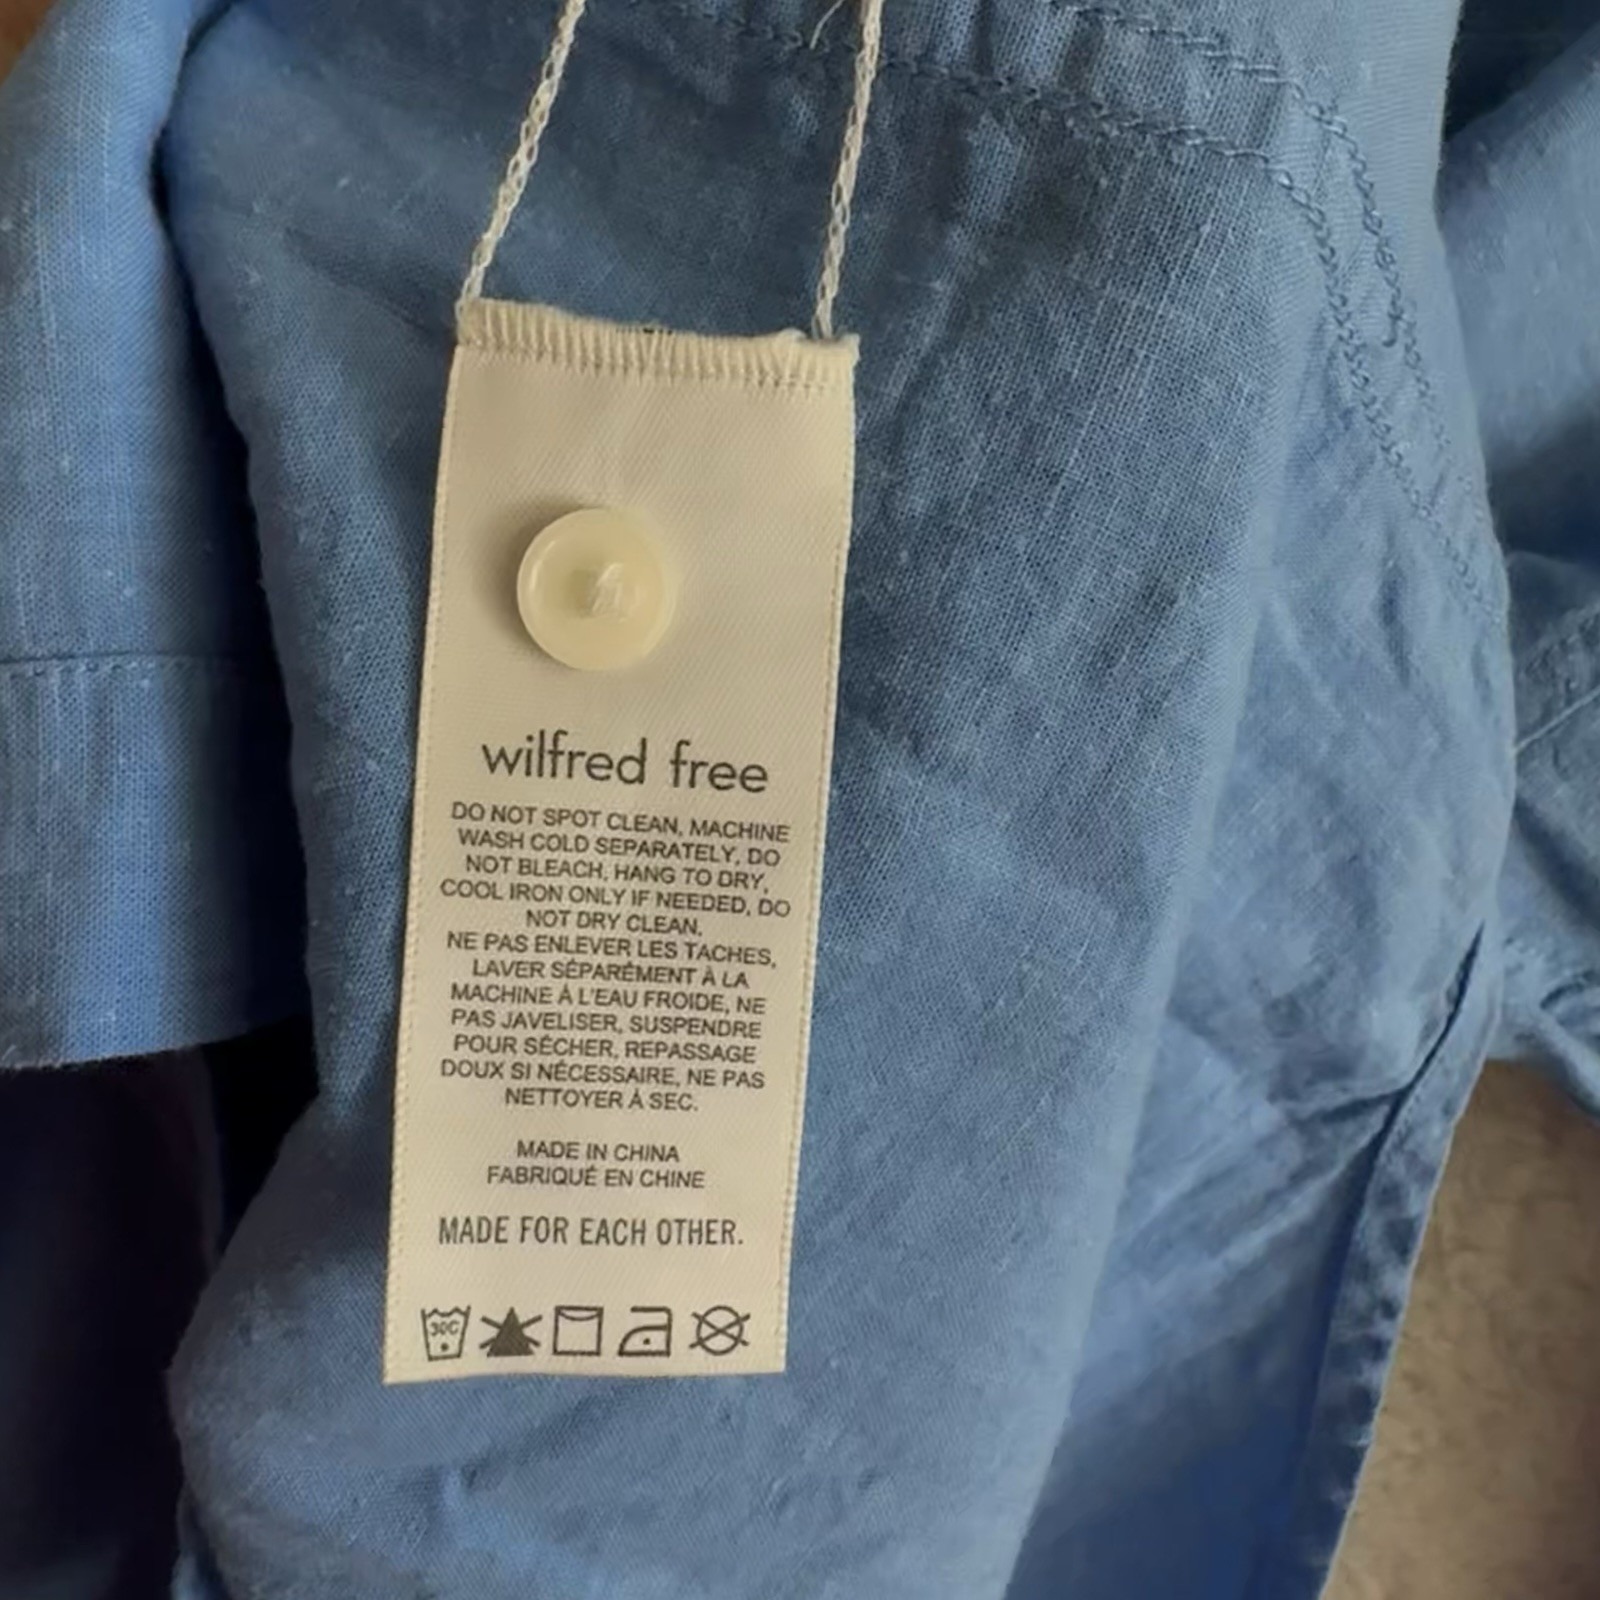 wilfred free
DO NOT SPOT CLEAN, MACHINE
WASH COLD SEPARATELY, DO
NOT BLEACH, HANG TO DRY,
COOL IRON ONLY IF NEEDED, DO
NOT DRY CLEAN.
NE PAS ENLEVER LES TACHES,
LAVER SÉPARÉMENT À LA
MACHINE À L'EAU FROIDE, NE
PAS JAVELISER, SUSPENDRE
POUR SÉCHER, REPASSAGE
DOUX SI NÉCESSAIRE, NE PAS
NETTOYER À SEC.
MADE IN CHINA
FABRIQUÉ EN CHINE
MADE FOR EACH OTHER.
30C